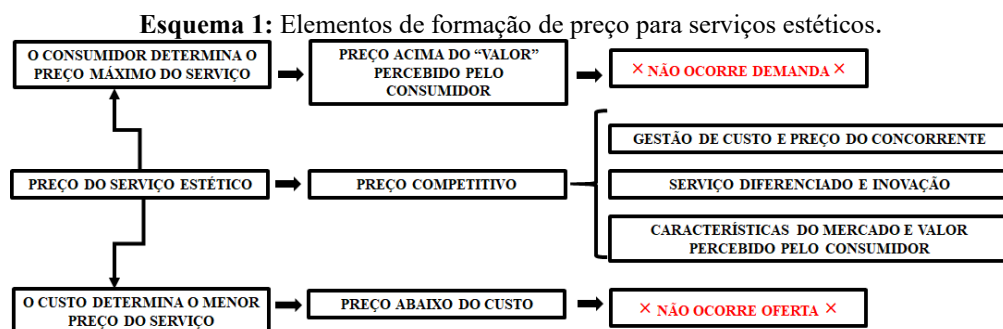 Esquema 1: Elementos de formação de preço para serviços estéticos.
O CONSUMIDOR DETERMINA O
PREÇO MÁXIMO DO SERVIÇO
PREÇO ACIMA DO “VALOR”
PERCEBIDO PELO
CONSUMIDOR
× NÃO OCORRE DEMANDA ×
GESTÃO DE CUSTO E PREÇO DO CONCORRENTE
PREÇO DO SERVIÇO ESTÉTICO
PREÇO COMPETITIVO
SERVIÇO DIFERENCIADO E INOVAÇÃO
CARACTERÍSTICAS DO MERCADO E VALOR
PERCEBIDO PELO CONSUMIDOR
O CUSTO DETERMINA O MENOR
PREÇO DO SERVIÇO
PREÇO ABAIXO DO CUSTO
× NÃO OCORRE OFERTA ×